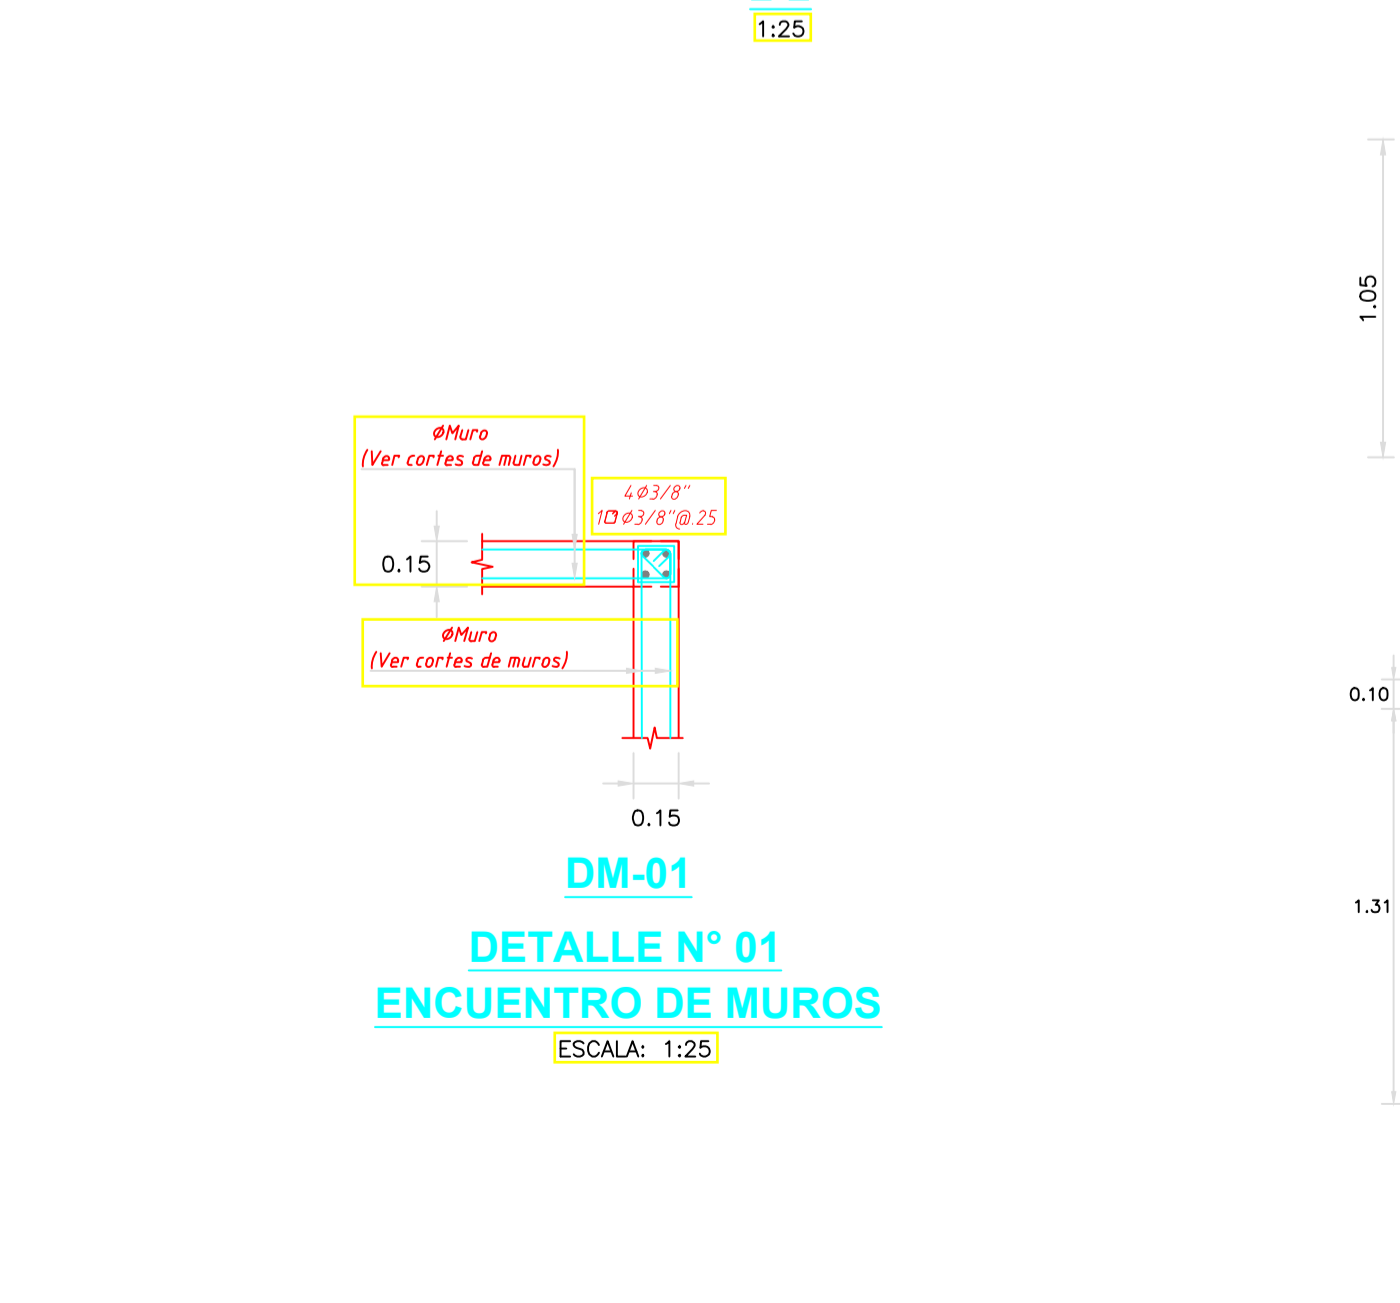 1:25
1.05
ØMuro
(Ver cortes de muros)
4Ø3/8"
1 Ø3/8"@.25
0.15
ØMuro
(Ver cortes de muros)
0.10
0.15
DM-01
1.31
DETALLE N° 01
ENCUENTRO DE MUROS
ESCALA: 1:25